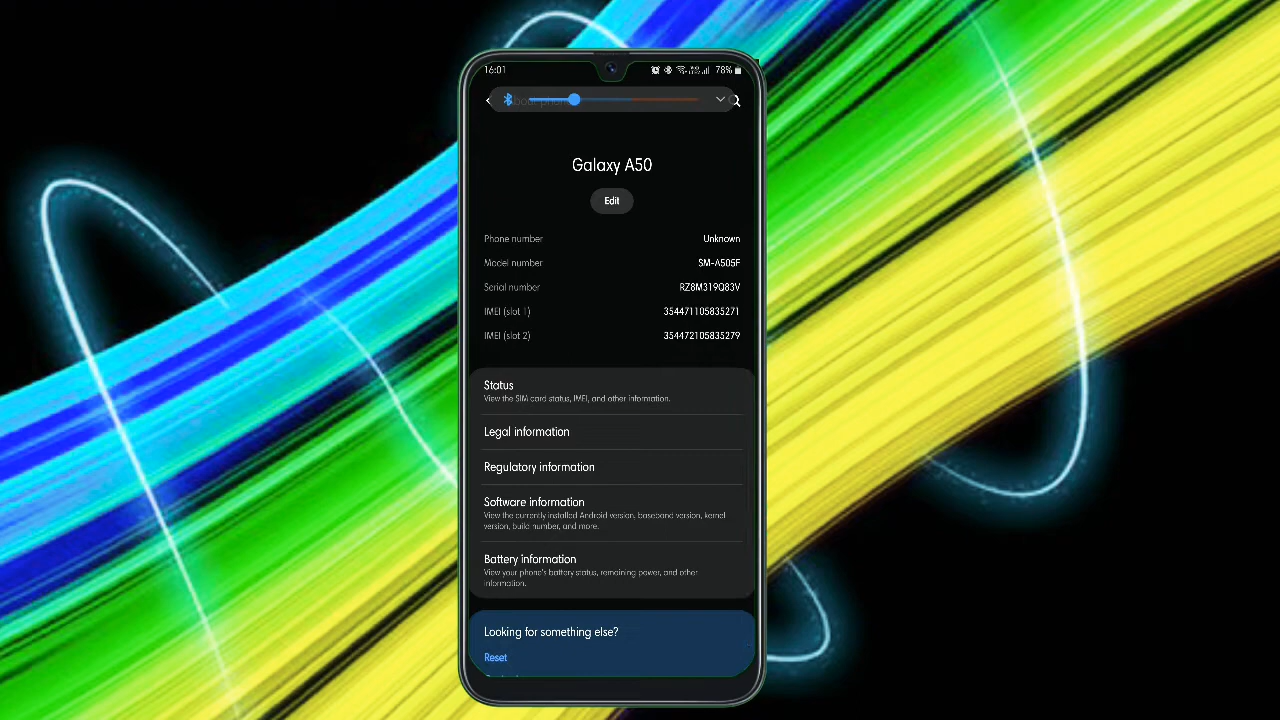 16:01 78%
About phone
Galaxy A50
Edit
Phone number Unknown
Model number SM-A505F
Serial number RZ8M319Q83V
IMEI (slot 1) 354471105835271
IMEI (slot 2) 354472105835279
Status
View the SIM card status, IMEI, and other information.
Legal information
Regulatory information
Software information
View the currently installed Android version, baseband version, kernel
version, build number, and more.
Battery information
View your phone's battery status, remaining power, and other
information.
Looking for something else?
Reset